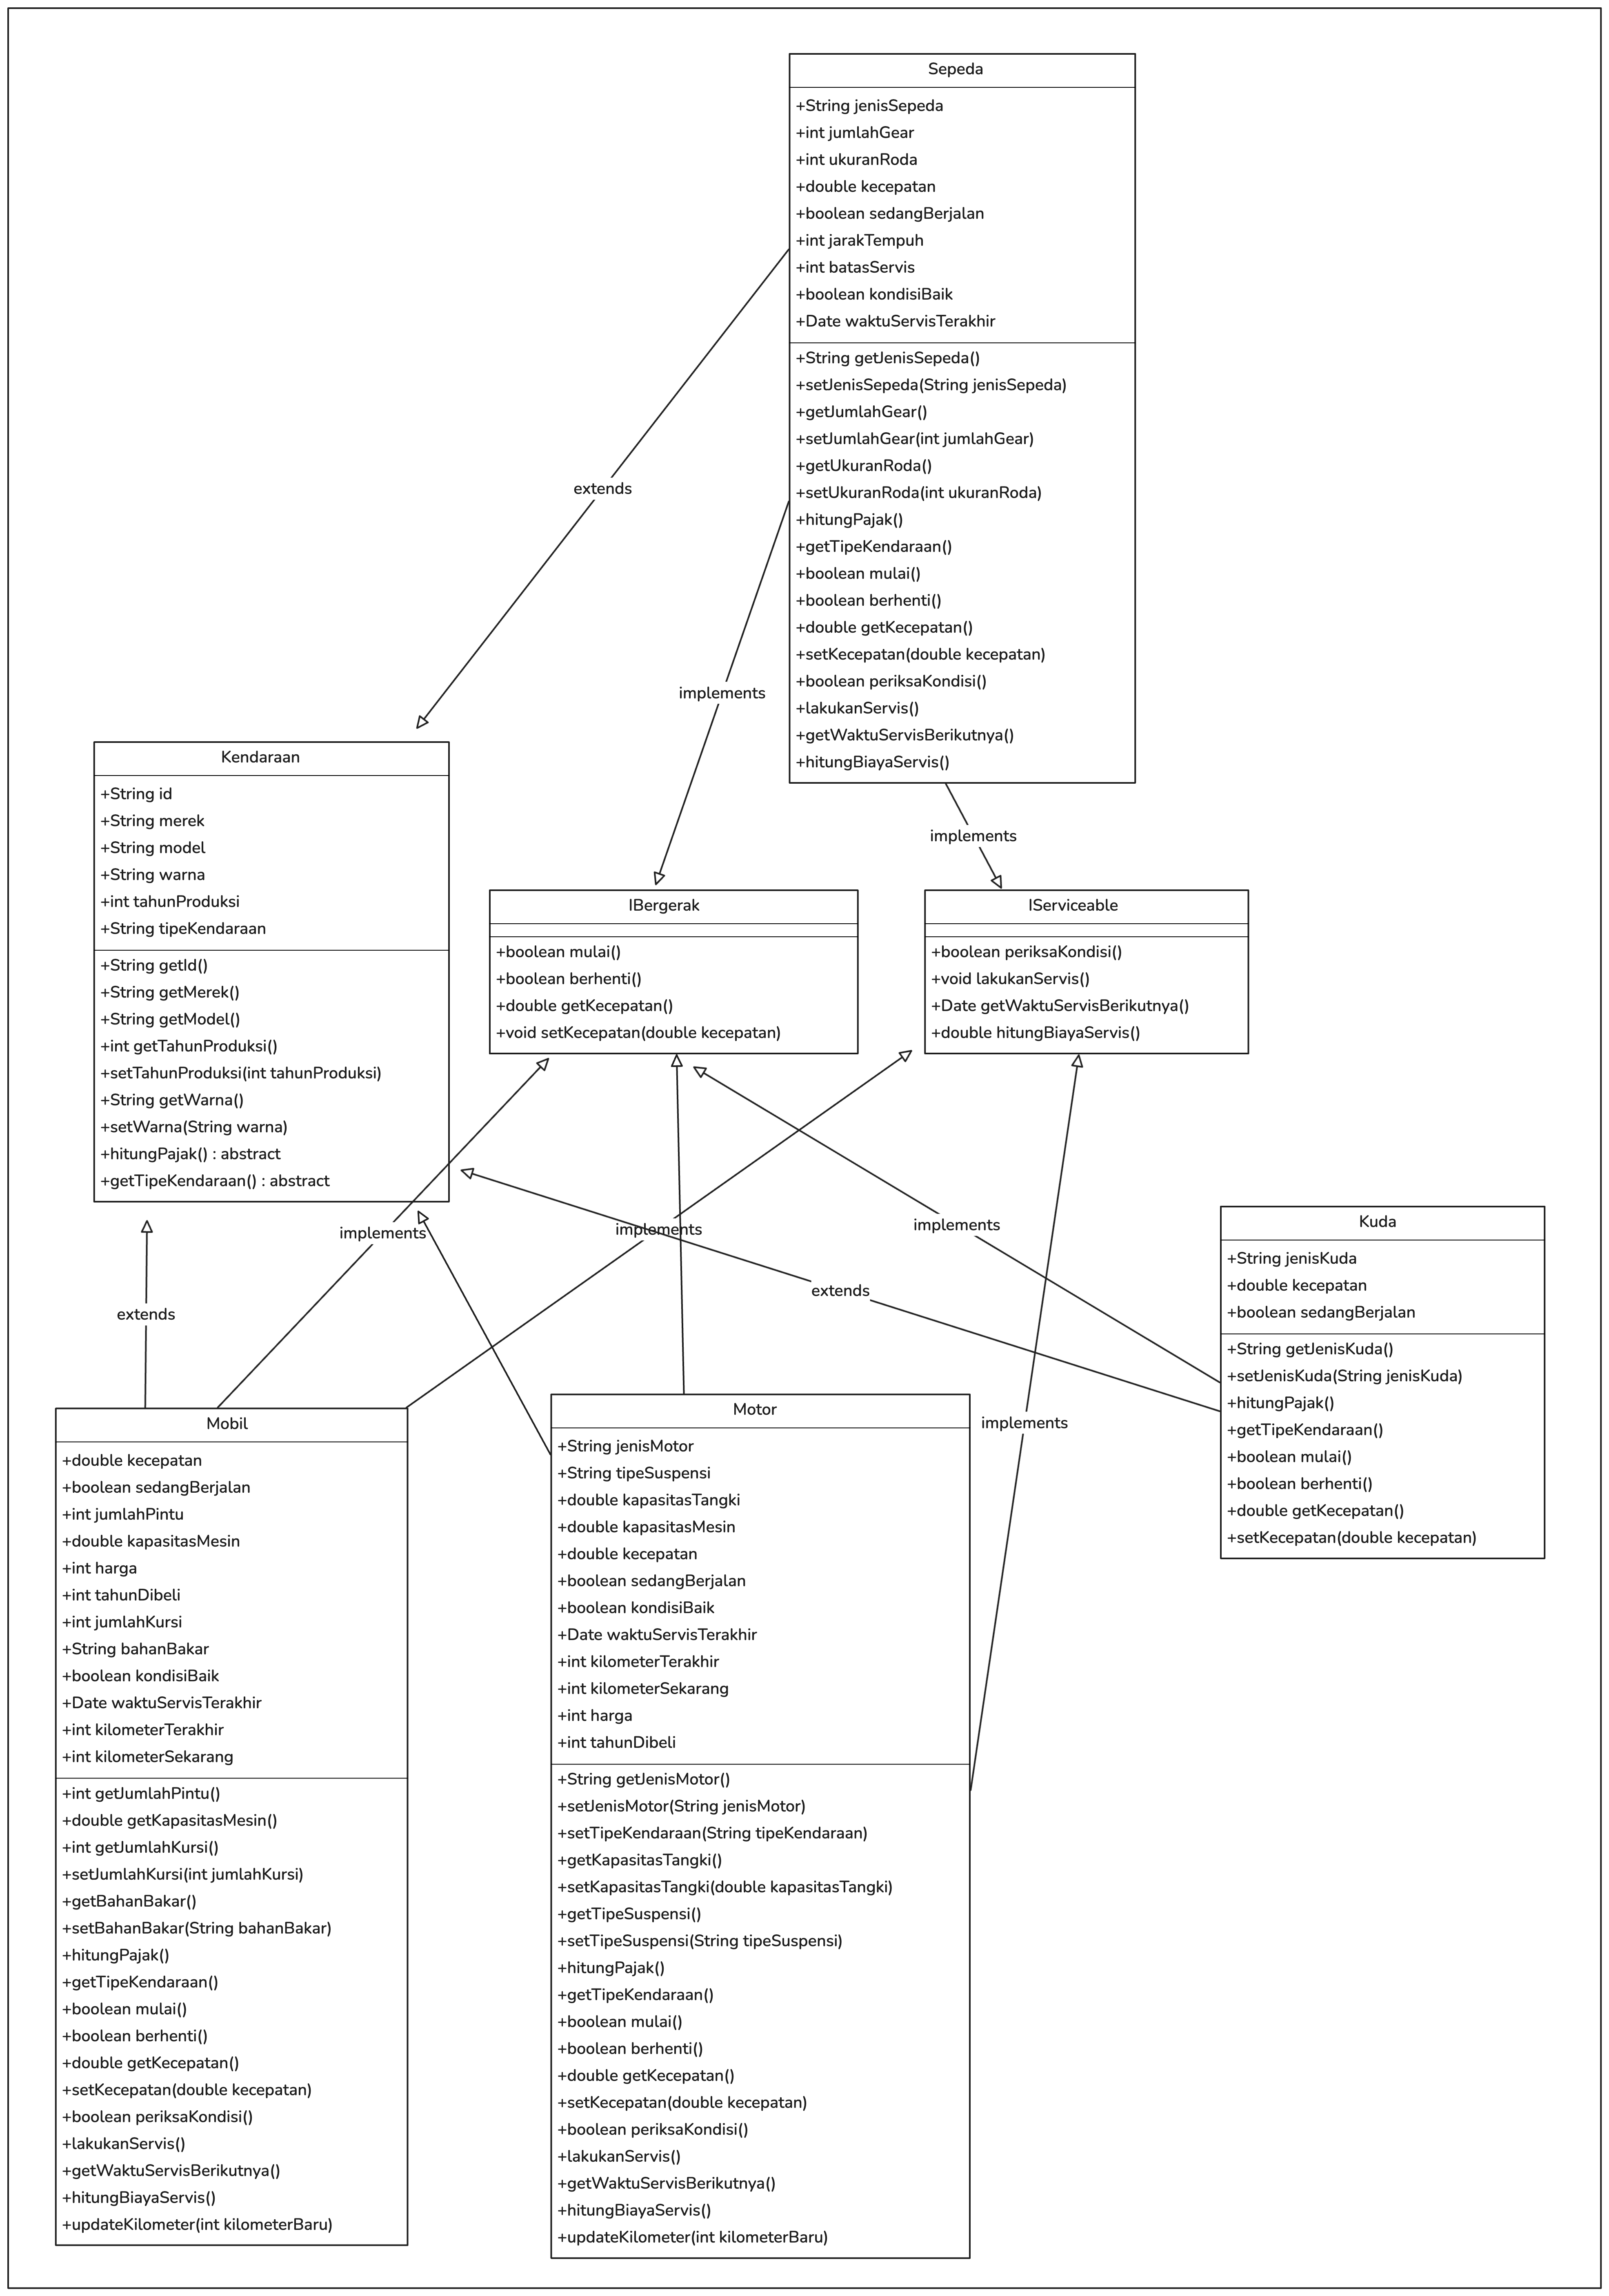 Sepeda
+String jenisSepeda
+int jumlahGear
+int ukuranRoda
+double kecepatan
+boolean sedangBerjalan
+int jarakTempuh
+int batasServis
+boolean kondisiBaik
+Date waktuServisTerakhir
+String getJenisSepeda()
+setJenisSepeda(String jenisSepeda)
+getJumlahGear()
+setJumlahGear(int jumlahGear)
+getUkuranRoda()
+setUkuranRoda(int ukuranRoda)
+hitungPajak()
+getTipeKendaraan()
+boolean mulai()
+boolean berhenti()
+double getKecepatan()
+setKecepatan(double kecepatan)
+boolean periksaKondisi()
+lakukanServis()
+getWaktuServisBerikutnya()
+hitungBiayaServis()
extends
implements
implements
Kendaraan
+String id
+String merek
+String model
+String warna
+int tahunProduksi
+String tipeKendaraan
+String getId()
+String getMerek()
+String getModel()
+int getTahunProduksi()
+setTahunProduksi(int tahunProduksi)
+String getWarna()
+setWarna(String warna)
+hitungPajak() : abstract
+getTipeKendaraan() : abstract
IBergerak
+boolean mulai()
+boolean berhenti()
+double getKecepatan()
+void setKecepatan(double kecepatan)
IServiceable
+boolean periksaKondisi()
+void lakukanServis()
+Date getWaktuServisBerikutnya()
+double hitungBiayaServis()
implements
implements
implements
extends
extends
implements
Kuda
+String jenisKuda
+double kecepatan
+boolean sedangBerjalan
+String getJenisKuda()
+setJenisKuda(String jenisKuda)
+hitungPajak()
+getTipeKendaraan()
+boolean mulai()
+boolean berhenti()
+double getKecepatan()
+setKecepatan(double kecepatan)
Mobil
+double kecepatan
+boolean sedangBerjalan
+int jumlahPintu
+double kapasitasMesin
+int harga
+int tahunDibeli
+int jumlahKursi
+String bahanBakar
+boolean kondisiBaik
+Date waktuServisTerakhir
+int kilometerTerakhir
+int kilometerSekarang
+int getJumlahPintu()
+double getKapasitasMesin()
+int getJumlahKursi()
+setJumlahKursi(int jumlahKursi)
+getBahanBakar()
+setBahanBakar(String bahanBakar)
+hitungPajak()
+getTipeKendaraan()
+boolean mulai()
+boolean berhenti()
+double getKecepatan()
+setKecepatan(double kecepatan)
+boolean periksaKondisi()
+lakukanServis()
+getWaktuServisBerikutnya()
+hitungBiayaServis()
+updateKilometer(int kilometerBaru)
Motor
+String jenisMotor
+String tipeSuspensi
+double kapasitasTangki
+double kapasitasMesin
+double kecepatan
+boolean sedangBerjalan
+boolean kondisiBaik
+Date waktuServisTerakhir
+int kilometerTerakhir
+int kilometerSekarang
+int harga
+int tahunDibeli
+String getJenisMotor()
+setJenisMotor(String jenisMotor)
+setTipeKendaraan(String tipeKendaraan)
+getKapasitasTangki()
+setKapasitasTangki(double kapasitasTangki)
+getTipeSuspensi()
+setTipeSuspensi(String tipeSuspensi)
+hitungPajak()
+getTipeKendaraan()
+boolean mulai()
+boolean berhenti()
+double getKecepatan()
+setKecepatan(double kecepatan)
+boolean periksaKondisi()
+lakukanServis()
+getWaktuServisBerikutnya()
+hitungBiayaServis()
+updateKilometer(int kilometerBaru)